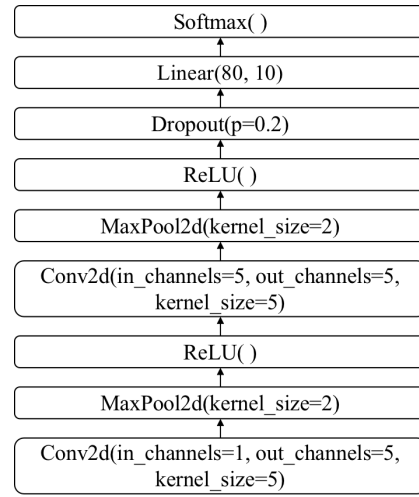 Softmax( )
Linear(80, 10)
Dropout(p=0.2)
ReLU( )
MaxPool2d(kernel_size=2)
Conv2d(in_channels=5, out_channels=5,
kernel_size=5)
ReLU( )
MaxPool2d(kernel_size=2)
Conv2d(in_channels=1, out_channels=5,
kernel_size=5)